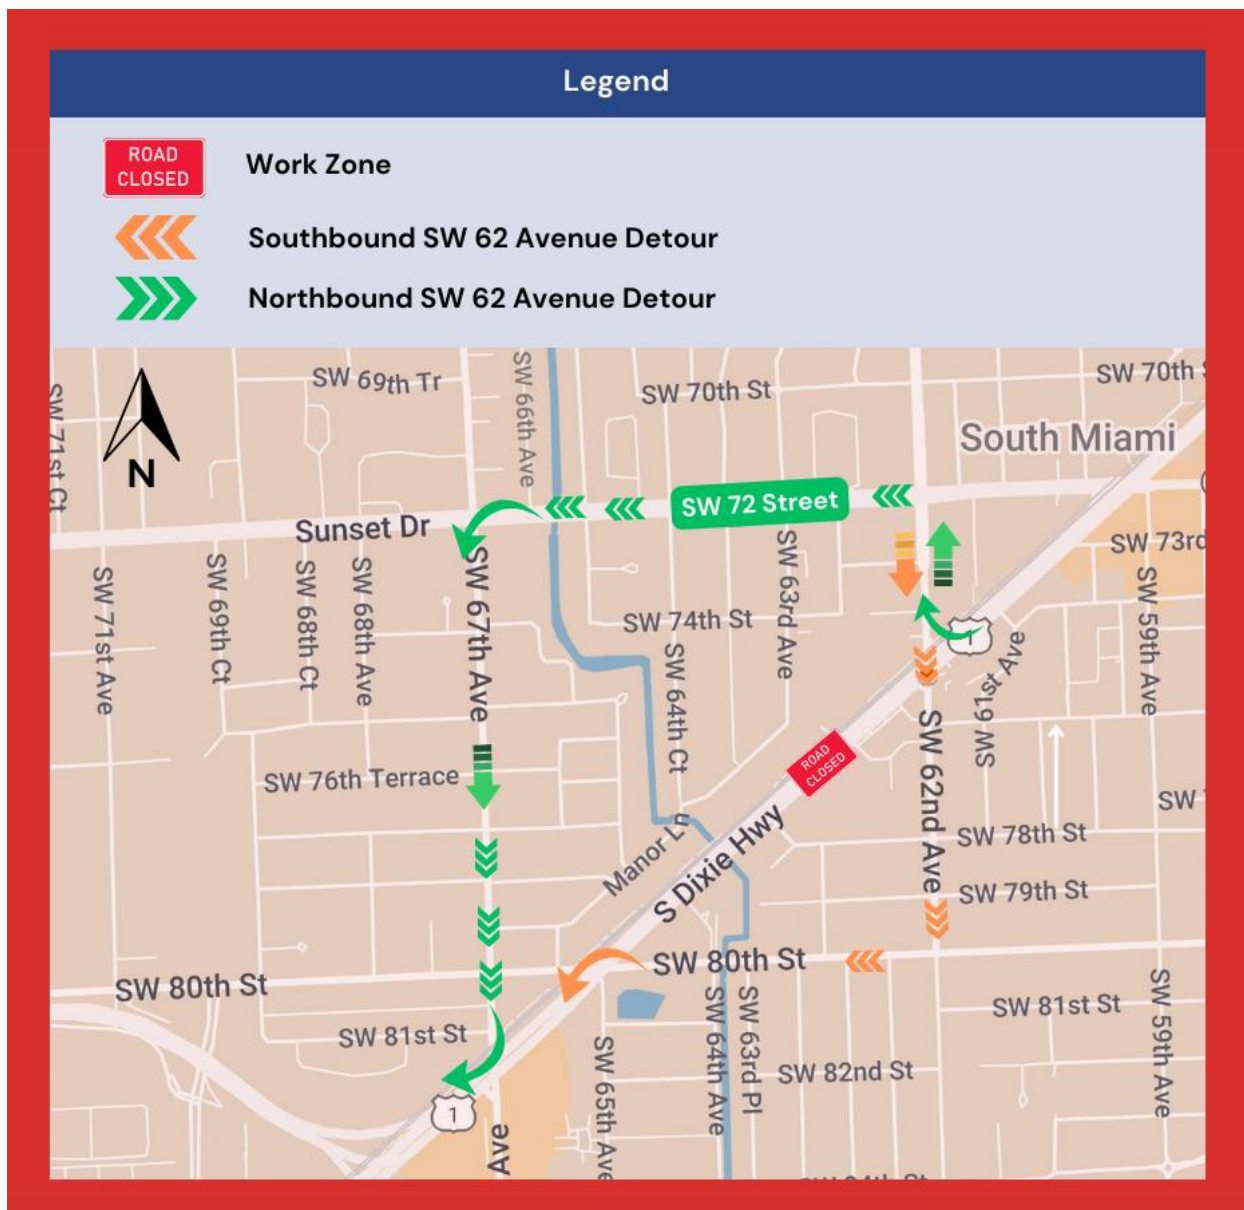 Legend
ROAD
CLOSED
Work Zone
Southbound SW 62 Avenue Detour
Northbound SW 62 Avenue Detour
SW 69th Tr
SW 66th Ave
SW 70th St
SW 70th
SW 71st Ct
N
South Miami
SW 72 Street
Sunset Dr
SW 73rd
SW 71st Ave
SW 69th Ct
SW 68th Ct
SW 68th Ave
SW 67th Ave
SW 74th St
SW 63rd Ave
SW 64th Ct
1
SW 61st Ave
SW 59th Ave
SW 62nd Ave
SW 76th Terrace
ROAD
CLOSED
SW
Manor Ln
S Dixie Hwy
SW 78th St
SW 79th St
SW 80th St
SW 80th St
SW 81st St
SW 81st St
SW 82nd St
SW 65th Ave
SW 64th Ave
SW 63rd Pl
SW 59th Ave
1
Ave